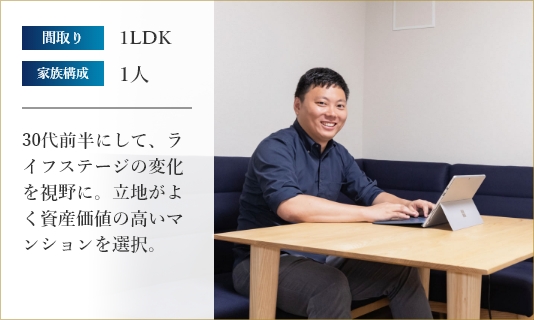 間取り 1LDK
家族構成 1人
30代前半にして、ラ
イフステージの変化
を視野に。立地がよ
く資産価値の高いマ
ンションを選択。